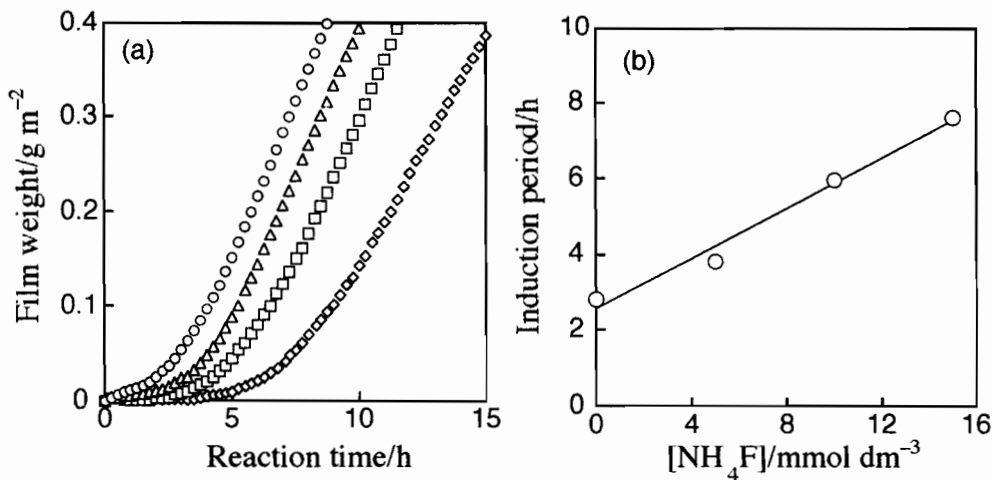 (a)
Film weight/g m⁻²
0.4
0.3
0.2
0.1
0
0 5 10 15
Reaction time/h
(b)
Induction period/h
10
8
6
4
2
0
0 4 8 12 16
[NH₄F]/mmol dm⁻³